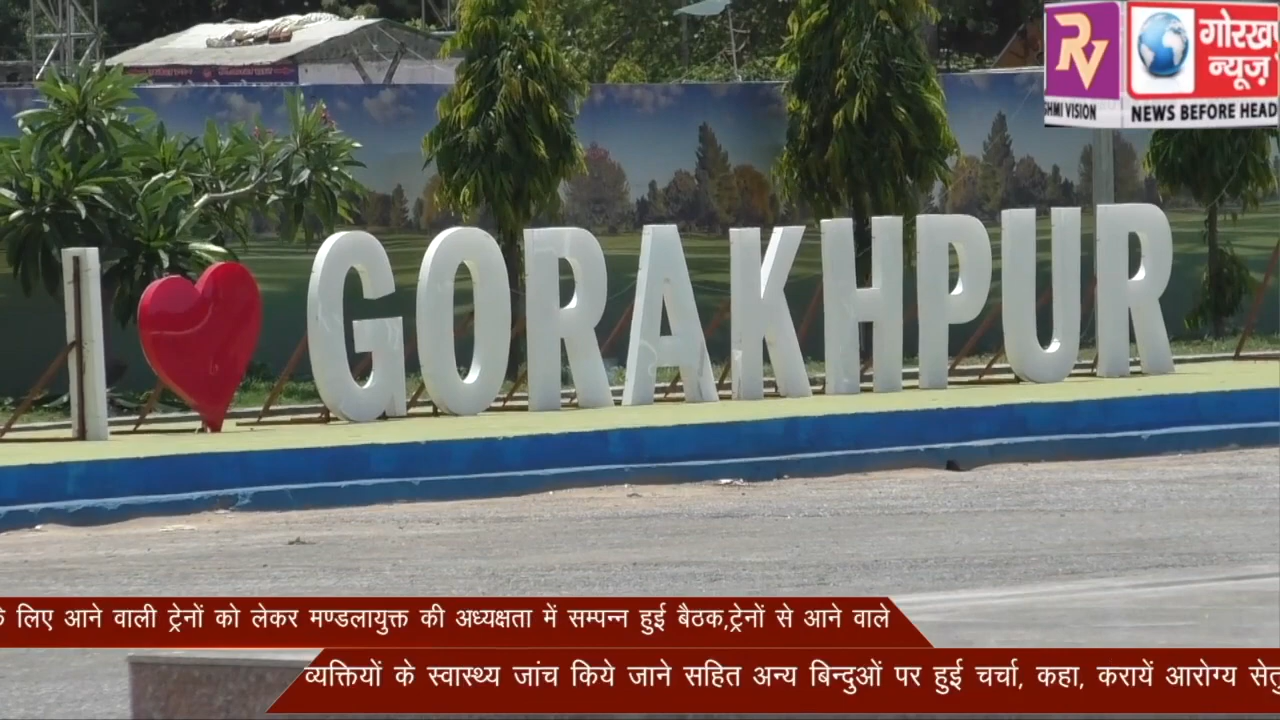 RV
SHMI VISION
गोरखपु
न्यूज़
NEWS BEFORE HEAD
I GORAKHPUR
के लिए आने वाली ट्रेनों को लेकर मण्डलायुक्त की अध्यक्षता में सम्पन्न हुई बैठक,ट्रेनों से आने वाले
व्यक्तियों के स्वास्थ्य जांच किये जाने सहित अन्य बिन्दुओं पर हुई चर्चा, कहा, करायें आरोग्य सेतु